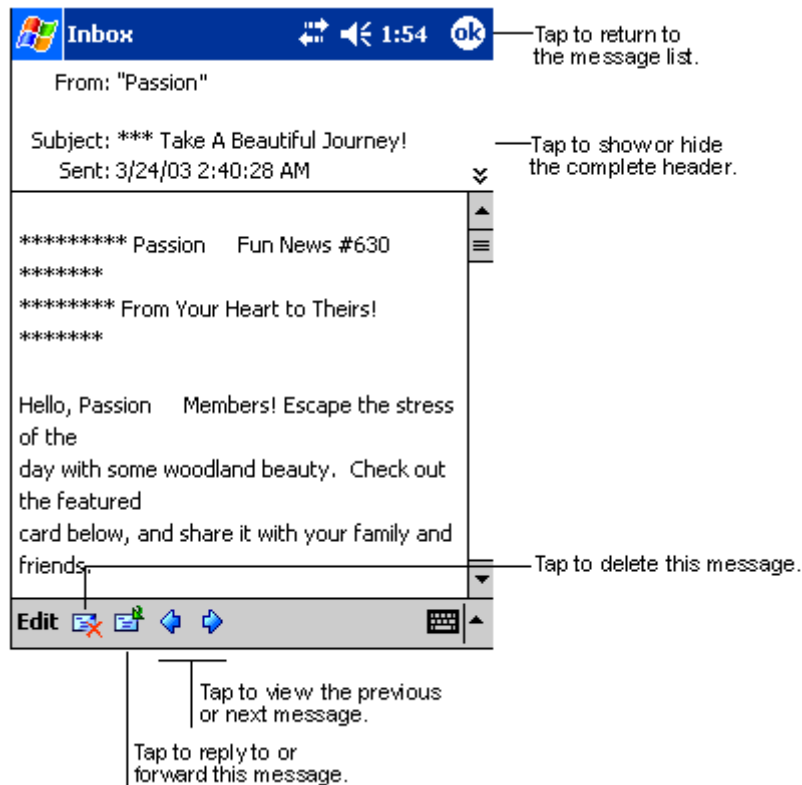 Inbox 1:54 ok
Tap to return to
the message list.
From: "Passion"
Subject: *** Take A Beautiful Journey!
Sent: 3/24/03 2:40:28 AM
Tap to show or hide
the complete header.
********* Passion Fun News #630
*******
******** From Your Heart to Theirs!
*******
Hello, Passion Members! Escape the stress
of the
day with some woodland beauty. Check out
the featured
card below, and share it with your family and
friends.
Tap to delete this message.
Edit
Tap to view the previous
or next message.
Tap to reply to or
forward this message.